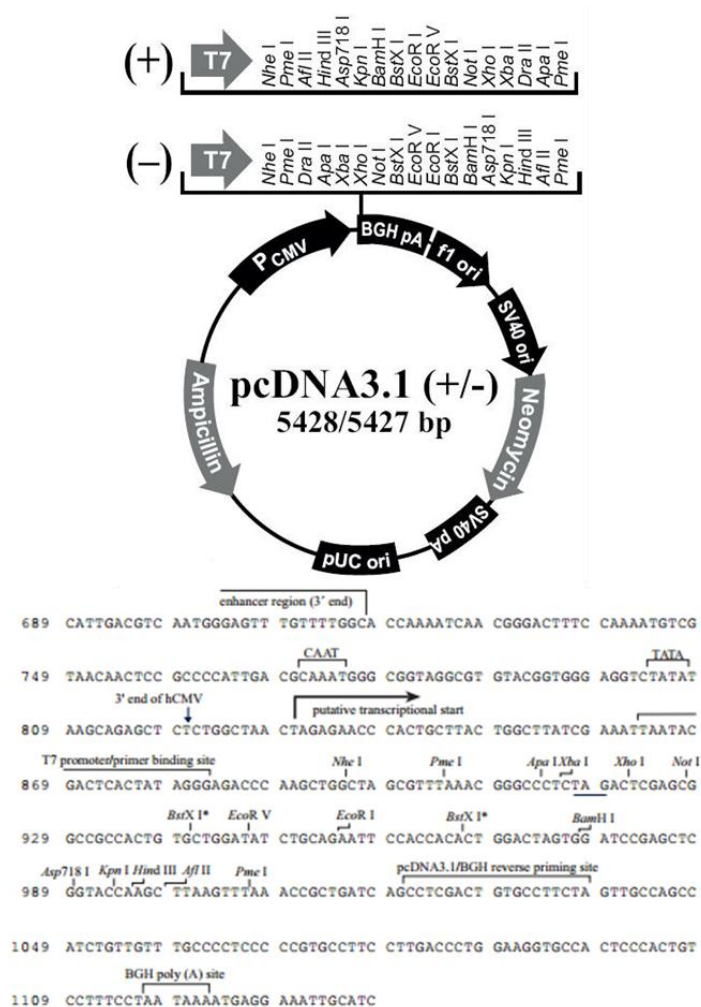 (+) T7 Nhe I Pme I Afl II Hind III Asp718 I Kpn I BamH I BstX I EcoR I EcoR V BstX I Not I Xho I Xba I Dra II Apa I Pme I
(–) T7 Nhe I Pme I Dra II Apa I Xba I Xho I Not I BstX I EcoR V EcoR I BstX I BamH I Asp718 I Kpn I Hind III Afl II Pme I
PCMV
BGH pA
f1 ori
SV40 ori
Neomycin
SV40 pA
pUC ori
Ampicillin
pcDNA3.1 (+/-)
5428/5427 bp
enhancer region (3' end)
689 CATTGACGTC AATGGGAGTT TGTTTTGGCA CCAAAATCAA CGGGACTTTC CAAAATGTCG
CAAT TATA
749 TAACAACTCC GCCCCATTGA CGCAAATGGG CGGTAGGCGT GTACGGTGGG AGGTCTATAT
3' end of hCMV putative transcriptional start
809 AAGCAGAGCT CTCTGGCTAA CTAGAGAACC CACTGCTTAC TGGCTTATCG AAATTAATAC
T7 promoter/primer binding site Nhe I Pme I Apa I Xba I Xho I Not I
869 GACTCACTAT AGGGAGACCC AAGCTGGCTA GCGTTTAAAC GGGCCCTCTA GACTCGAGCG
BstX I* EcoR V EcoR I BstX I* BamH I
929 GCCGCCACTG TGCTGGATAT CTGCAGAATT CCACCACACT GGACTAGTGG ATCCGAGCTC
Asp718 I Kpn I Hind III Afl II Pme I pcDNA3.1/BGH reverse priming site
989 GGTACCAAGC TTAAGTTTAA ACCGCTGATC AGCCTCGACT GTGCCTTCTA GTTGCCAGCC
1049 ATCTGTTGTT TGCCCCTCCC CCGTGCCTTC CTTGACCCTG GAAGGTGCCA CTCCCACTGT
BGH poly (A) site
1109 CCTTTCCTAA TAAAATGAGG AAATTGCATC